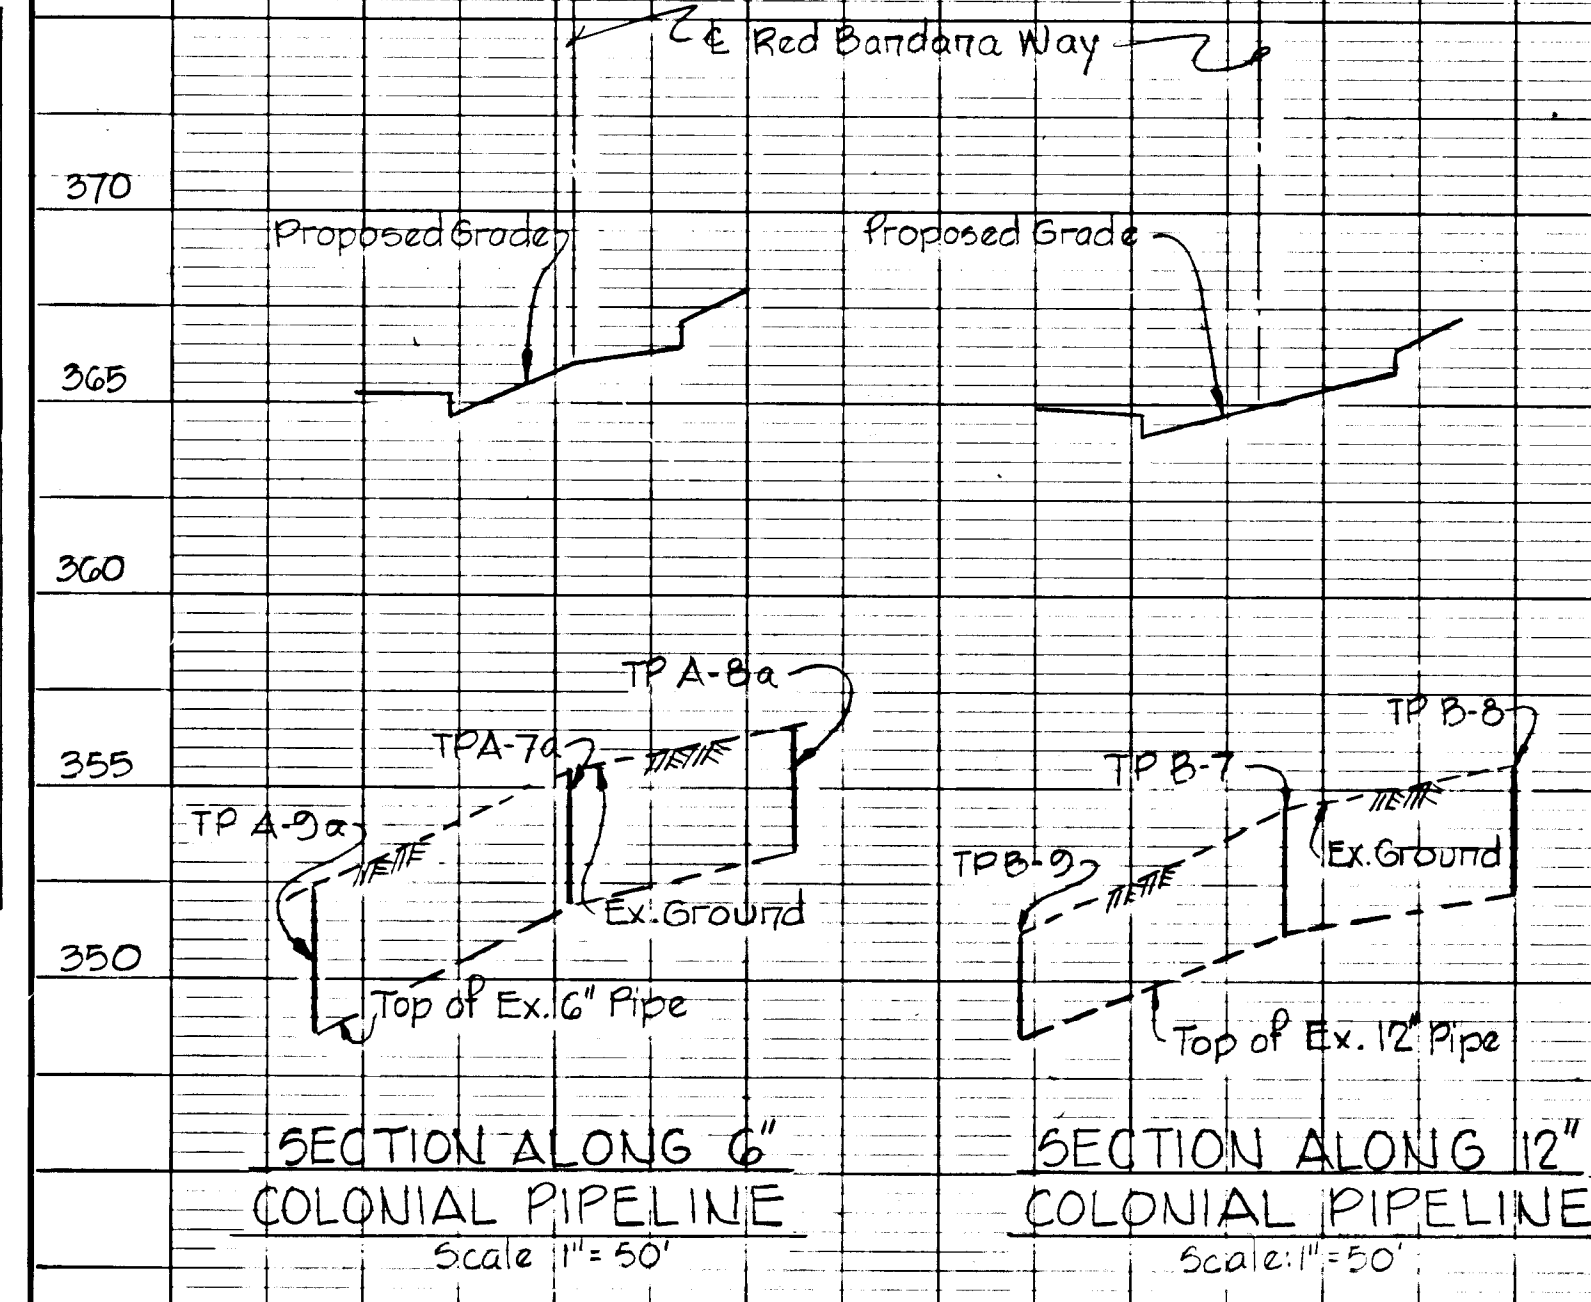 ℄ Red Bandana Way
370
Proposed Grade
Proposed Grade
365
360
TP A-8a
TP B-8
TPA-7a
TP B-7
355
TP A-9a
TPB-9
Ex. Ground
Ex. Ground
350
Top of Ex. 6" Pipe
Top of Ex. 12" Pipe
SECTION ALONG 6"
COLONIAL PIPELINE
Scale 1"=50'
SECTION ALONG 12"
COLONIAL PIPELINE
Scale: 1"=50'